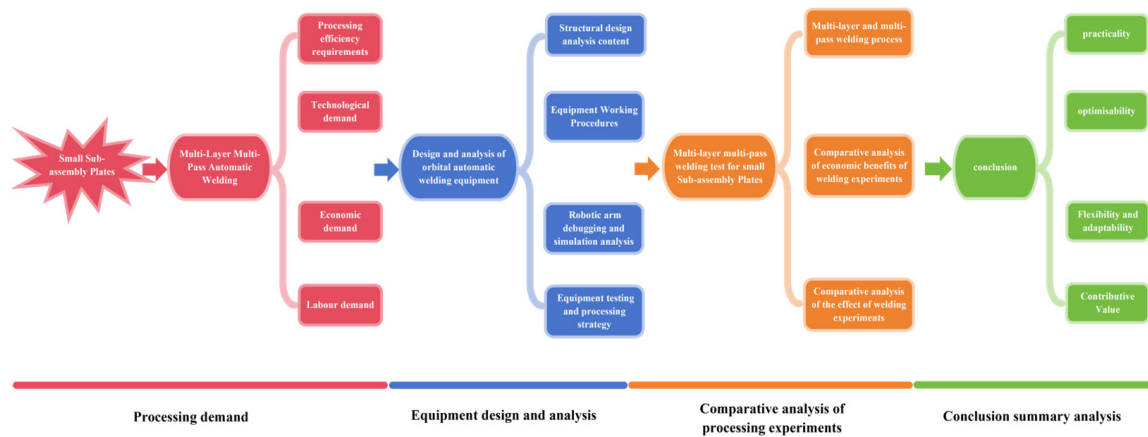 Small Sub-
assembly Plates
Multi-Layer Multi-
Pass Automatic
Welding
Processing
efficiency
requirements
Technological
demand
Economic
demand
Labour demand
Design and analysis of
orbital automatic
welding equipment
Structural design
analysis content
Equipment Working
Procedures
Robotic arm
debugging and
simulation analysis
Equipment testing
and processing
strategy
Multi-layer multi-pass
welding test for small
Sub-assembly Plates
Multi-layer and multi-
pass welding process
Comparative analysis
of economic benefits of
welding experiments
Comparative analysis
of the effect of welding
experiments
conclusion
practicality
optimisability
Flexibility and
adaptability
Contributive
Value
Processing demand
Equipment design and analysis
Comparative analysis of
processing experiments
Conclusion summary analysis